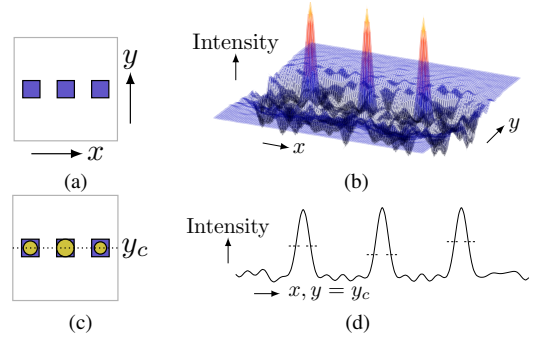 y
x
(a)
Intensity
x
y
(b)
y_c
(c)
Intensity
x, y = y_c
(d)